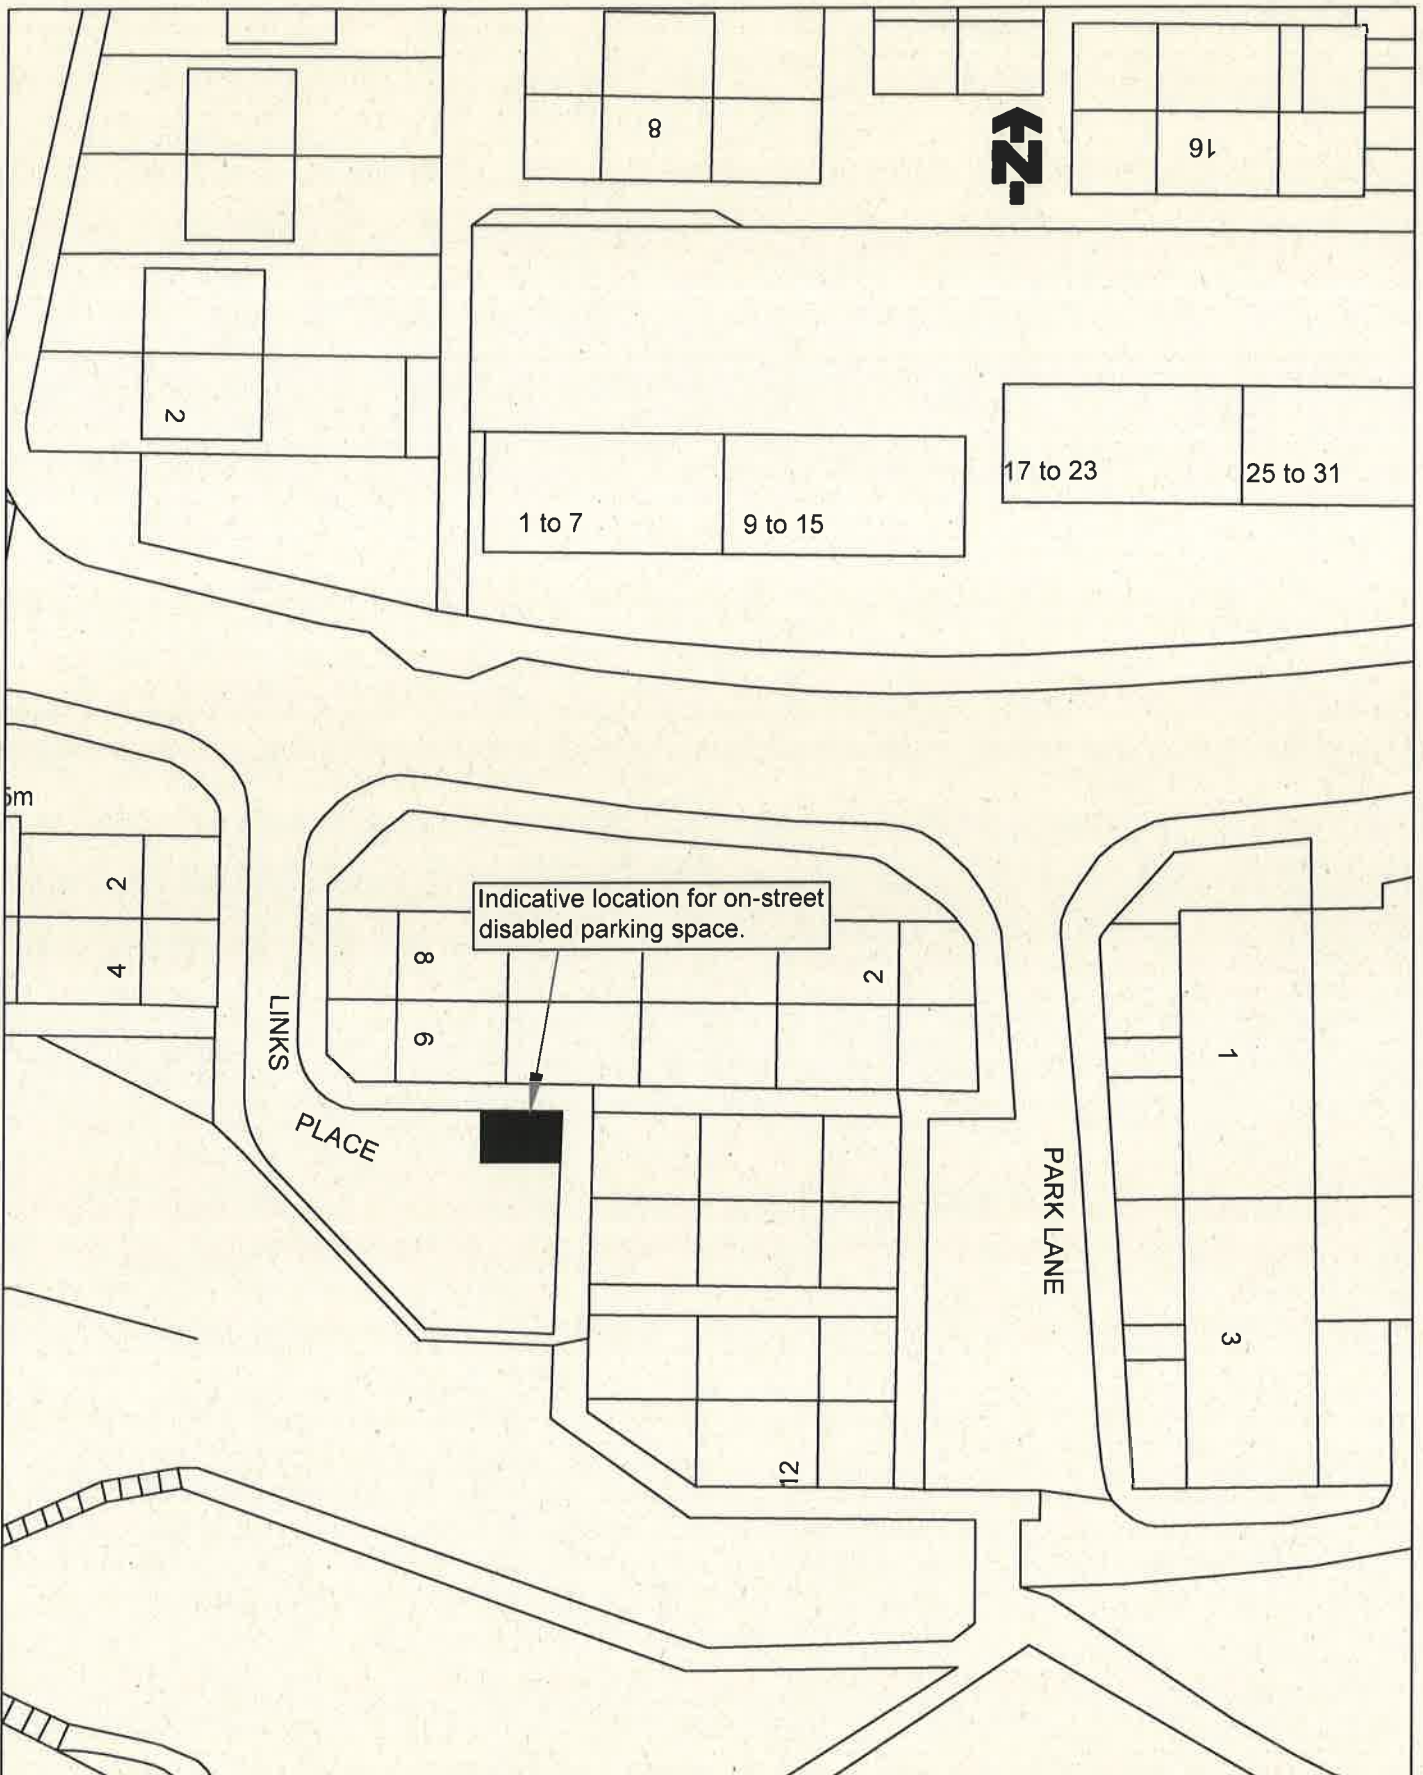 8
16
N
2
17 to 23
25 to 31
1 to 7
9 to 15
5m
2
4
Indicative location for on-street
disabled parking space.
8
6
2
LINKS
PLACE
1
PARK LANE
3
12